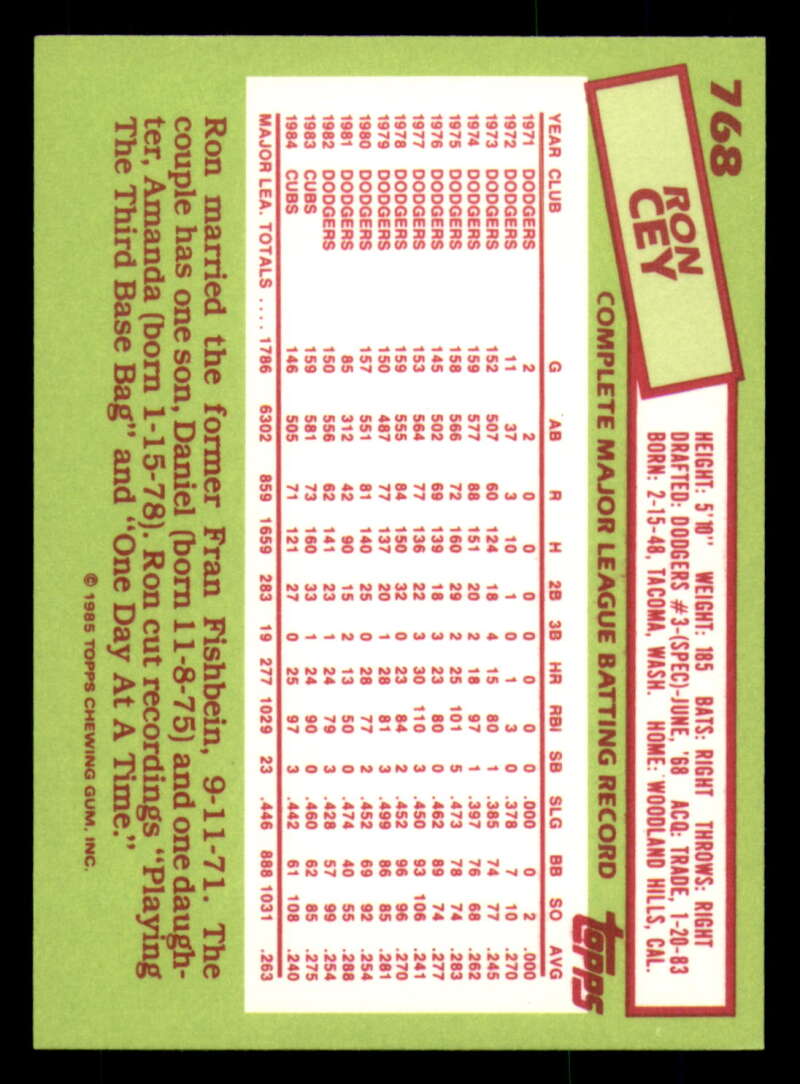 768
RON
CEY
HEIGHT: 5'10" WEIGHT: 185 BATS: RIGHT THROWS: RIGHT
DRAFTED: DODGERS #3-(SPEC)-JUNE, '68 ACQ: TRADE, 1-20-83
BORN: 2-15-48, TACOMA, WASH. HOME: WOODLAND HILLS, CAL.
COMPLETE MAJOR LEAGUE BATTING RECORD
topps
YEAR CLUB G AB R H 2B 3B HR RBI SB SLG BB SO AVG
1971 DODGERS 2 2 0 0 0 0 0 0 0 .000 0 2 .000
1972 DODGERS 11 37 3 10 1 0 1 3 0 .378 7 10 .270
1973 DODGERS 152 507 60 124 18 4 15 80 1 .385 74 77 .245
1974 DODGERS 159 577 88 151 20 2 18 97 1 .397 76 68 .262
1975 DODGERS 158 566 72 160 29 2 25 101 5 .473 78 74 .283
1976 DODGERS 145 502 69 139 18 3 23 80 0 .462 89 74 .277
1977 DODGERS 153 564 77 136 22 3 30 110 3 .450 93 106 .241
1978 DODGERS 159 555 84 150 32 0 23 84 2 .452 96 96 .270
1979 DODGERS 150 487 77 137 20 1 28 81 3 .499 86 85 .281
1980 DODGERS 157 551 81 140 25 0 28 77 2 .452 69 92 .254
1981 DODGERS 85 312 42 90 15 2 13 50 0 .474 40 55 .288
1982 DODGERS 150 556 62 141 23 1 24 79 3 .428 57 99 .254
1983 CUBS 159 581 73 160 33 1 24 90 0 .460 62 85 .275
1984 CUBS 146 505 71 121 27 0 25 97 3 .442 61 108 .240
MAJOR LEA. TOTALS .... 1786 6302 859 1659 283 19 277 1029 23 .446 888 1031 .263
Ron married the former Fran Fishbein, 9-11-71. The
couple has one son, Daniel (born 11-8-75) and one daugh-
ter, Amanda (born 1-15-78). Ron cut recordings "Playing
The Third Base Bag" and "One Day At A Time."
© 1985 TOPPS CHEWING GUM, INC.